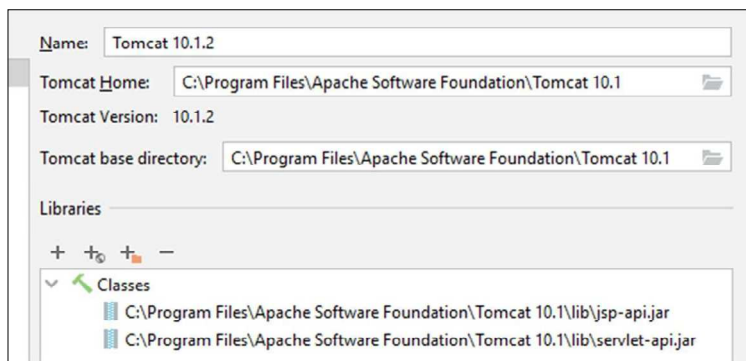 Name: Tomcat 10.1.2
Tomcat Home: C:\Program Files\Apache Software Foundation\Tomcat 10.1
Tomcat Version: 10.1.2
Tomcat base directory: C:\Program Files\Apache Software Foundation\Tomcat 10.1
Libraries
Classes
C:\Program Files\Apache Software Foundation\Tomcat 10.1\lib\jsp-api.jar
C:\Program Files\Apache Software Foundation\Tomcat 10.1\lib\servlet-api.jar